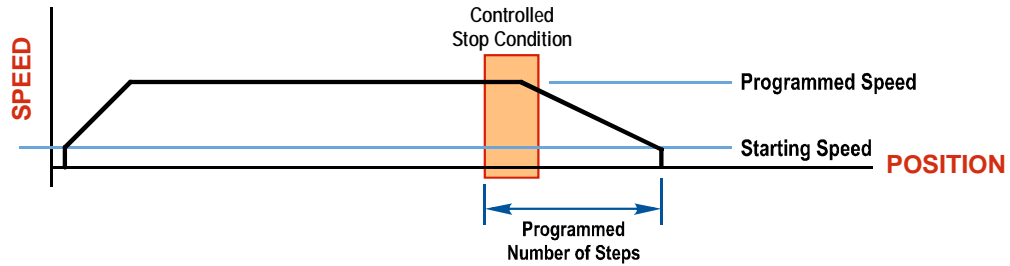 Controlled
Stop Condition
SPEED
Programmed Speed
Starting Speed
POSITION
Programmed
Number of Steps